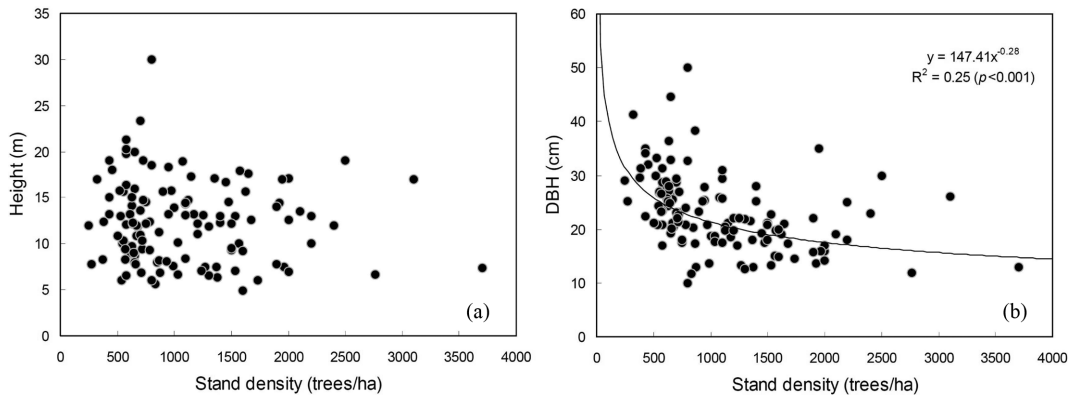 35
30
25
20
15
10
5
0
Height (m)
0 500 1000 1500 2000 2500 3000 3500 4000
Stand density (trees/ha)
(a)
60
50
40
30
20
10
0
DBH (cm)
y = 147.41x^-0.28
R² = 0.25 (p<0.001)
0 500 1000 1500 2000 2500 3000 3500 4000
Stand density (trees/ha)
(b)